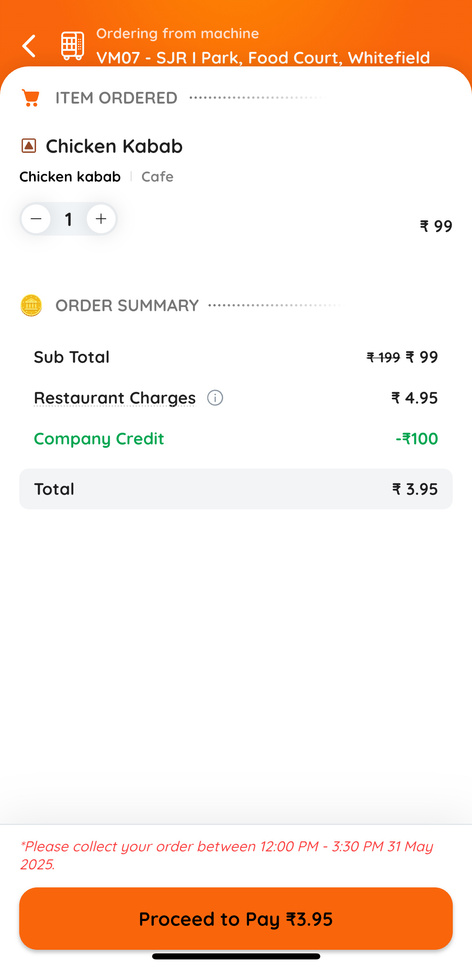 Ordering from machine
VM07 - SJR I Park, Food Court, Whitefield
ITEM ORDERED
Chicken Kabab
Chicken kabab | Cafe
− 1 +
₹ 99
ORDER SUMMARY
Sub Total ₹ 199 ₹ 99
Restaurant Charges ₹ 4.95
Company Credit -₹100
Total ₹ 3.95
*Please collect your order between 12:00 PM - 3:30 PM 31 May
2025.
Proceed to Pay ₹3.95